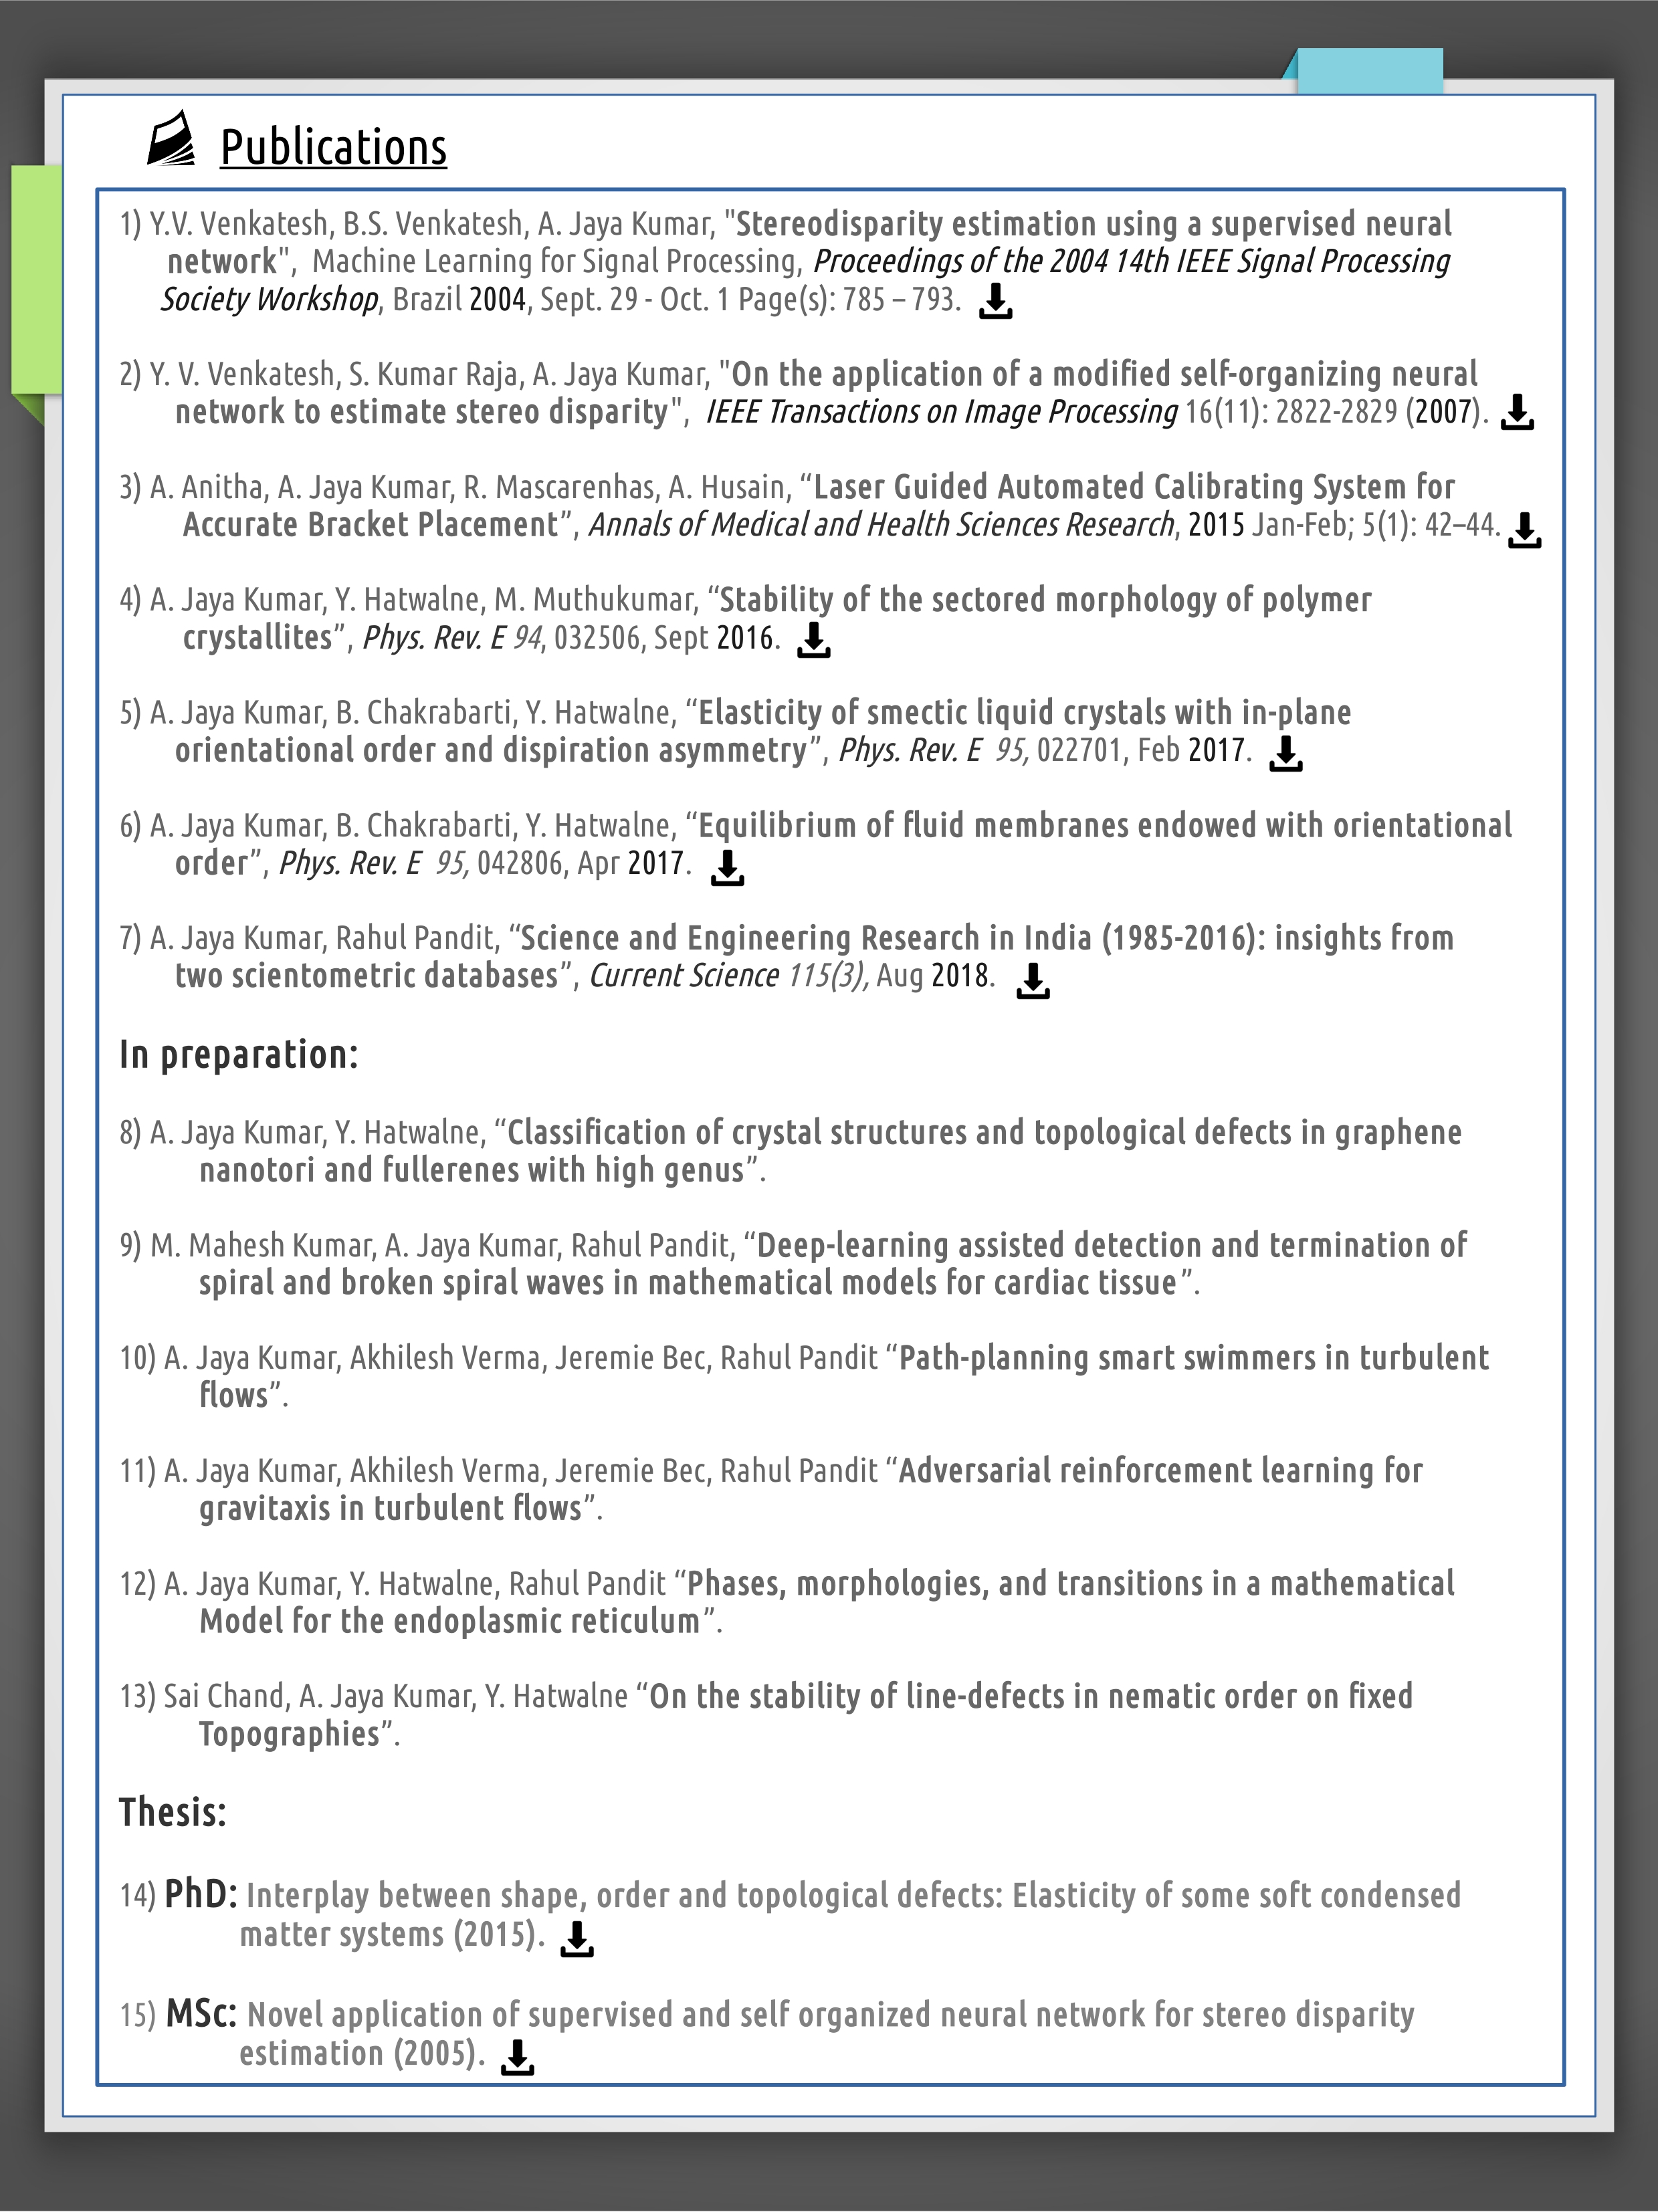 Publications
1) Y.V. Venkatesh, B.S. Venkatesh, A. Jaya Kumar, "Stereodisparity estimation using a supervised neural
network", Machine Learning for Signal Processing, Proceedings of the 2004 14th IEEE Signal Processing
Society Workshop, Brazil 2004, Sept. 29 - Oct. 1 Page(s): 785 – 793.
2) Y. V. Venkatesh, S. Kumar Raja, A. Jaya Kumar, "On the application of a modified self-organizing neural
network to estimate stereo disparity", IEEE Transactions on Image Processing 16(11): 2822-2829 (2007).
3) A. Anitha, A. Jaya Kumar, R. Mascarenhas, A. Husain, “Laser Guided Automated Calibrating System for
Accurate Bracket Placement”, Annals of Medical and Health Sciences Research, 2015 Jan-Feb; 5(1): 42–44.
4) A. Jaya Kumar, Y. Hatwalne, M. Muthukumar, “Stability of the sectored morphology of polymer
crystallites”, Phys. Rev. E 94, 032506, Sept 2016.
5) A. Jaya Kumar, B. Chakrabarti, Y. Hatwalne, “Elasticity of smectic liquid crystals with in-plane
orientational order and dispiration asymmetry”, Phys. Rev. E 95, 022701, Feb 2017.
6) A. Jaya Kumar, B. Chakrabarti, Y. Hatwalne, “Equilibrium of fluid membranes endowed with orientational
order”, Phys. Rev. E 95, 042806, Apr 2017.
7) A. Jaya Kumar, Rahul Pandit, “Science and Engineering Research in India (1985-2016): insights from
two scientometric databases”, Current Science 115(3), Aug 2018.
In preparation:
8) A. Jaya Kumar, Y. Hatwalne, “Classification of crystal structures and topological defects in graphene
nanotori and fullerenes with high genus”.
9) M. Mahesh Kumar, A. Jaya Kumar, Rahul Pandit, “Deep-learning assisted detection and termination of
spiral and broken spiral waves in mathematical models for cardiac tissue”.
10) A. Jaya Kumar, Akhilesh Verma, Jeremie Bec, Rahul Pandit “Path-planning smart swimmers in turbulent
flows”.
11) A. Jaya Kumar, Akhilesh Verma, Jeremie Bec, Rahul Pandit “Adversarial reinforcement learning for
gravitaxis in turbulent flows”.
12) A. Jaya Kumar, Y. Hatwalne, Rahul Pandit “Phases, morphologies, and transitions in a mathematical
Model for the endoplasmic reticulum”.
13) Sai Chand, A. Jaya Kumar, Y. Hatwalne “On the stability of line-defects in nematic order on fixed
Topographies”.
Thesis:
14) PhD: Interplay between shape, order and topological defects: Elasticity of some soft condensed
matter systems (2015).
15) MSc: Novel application of supervised and self organized neural network for stereo disparity
estimation (2005).